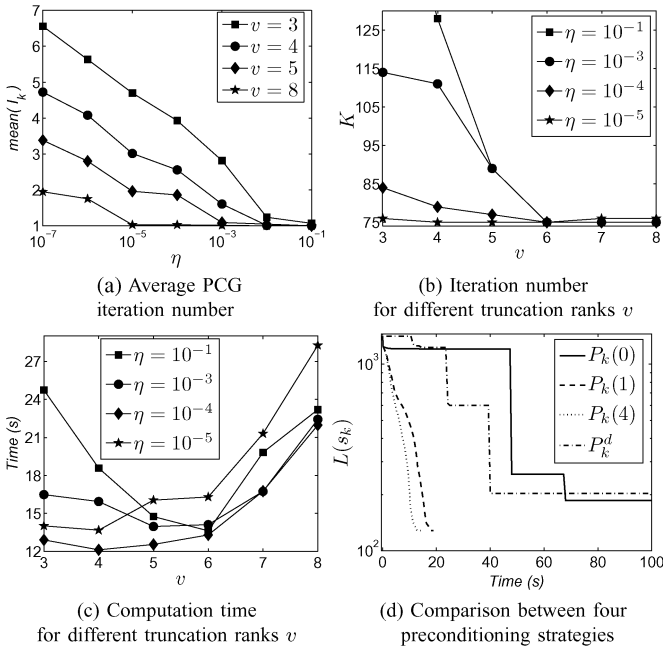 7
6
5
4
3
2
1
mean( I_k )
10^{-7}
10^{-5}
10^{-3}
10^{-1}
η
v = 3
v = 4
v = 5
v = 8
(a) Average PCG
iteration number
125
115
105
95
85
75
K
3 4 5 6 7 8
v
η = 10^{-1}
η = 10^{-3}
η = 10^{-4}
η = 10^{-5}
(b) Iteration number
for different truncation ranks v
27
24
21
18
15
12
Time (s)
3 4 5 6 7 8
v
η = 10^{-1}
η = 10^{-3}
η = 10^{-4}
η = 10^{-5}
(c) Computation time
for different truncation ranks v
10^3
10^2
L(s_k)
0 20 40 60 80 100
Time (s)
P_k(0)
P_k(1)
P_k(4)
P_k^d
(d) Comparison between four
preconditioning strategies